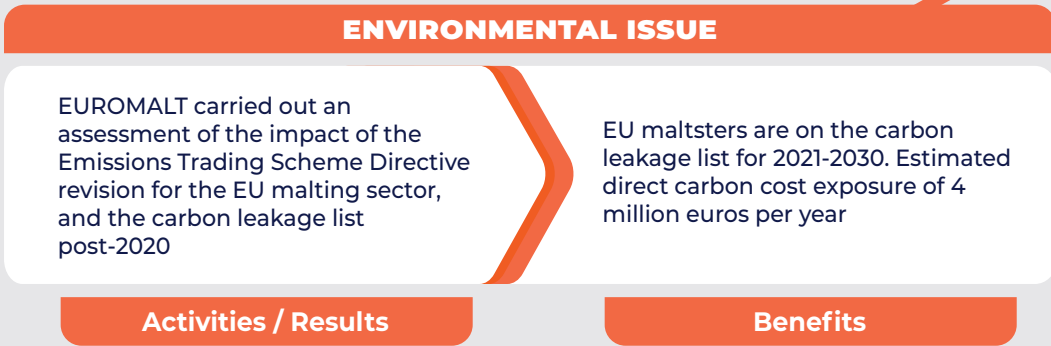 ENVIRONMENTAL ISSUE
EUROMALT carried out an
assessment of the impact of the
Emissions Trading Scheme Directive
revision for the EU malting sector,
and the carbon leakage list
post-2020
EU maltsters are on the carbon
leakage list for 2021-2030. Estimated
direct carbon cost exposure of 4
million euros per year
Activities / Results
Benefits